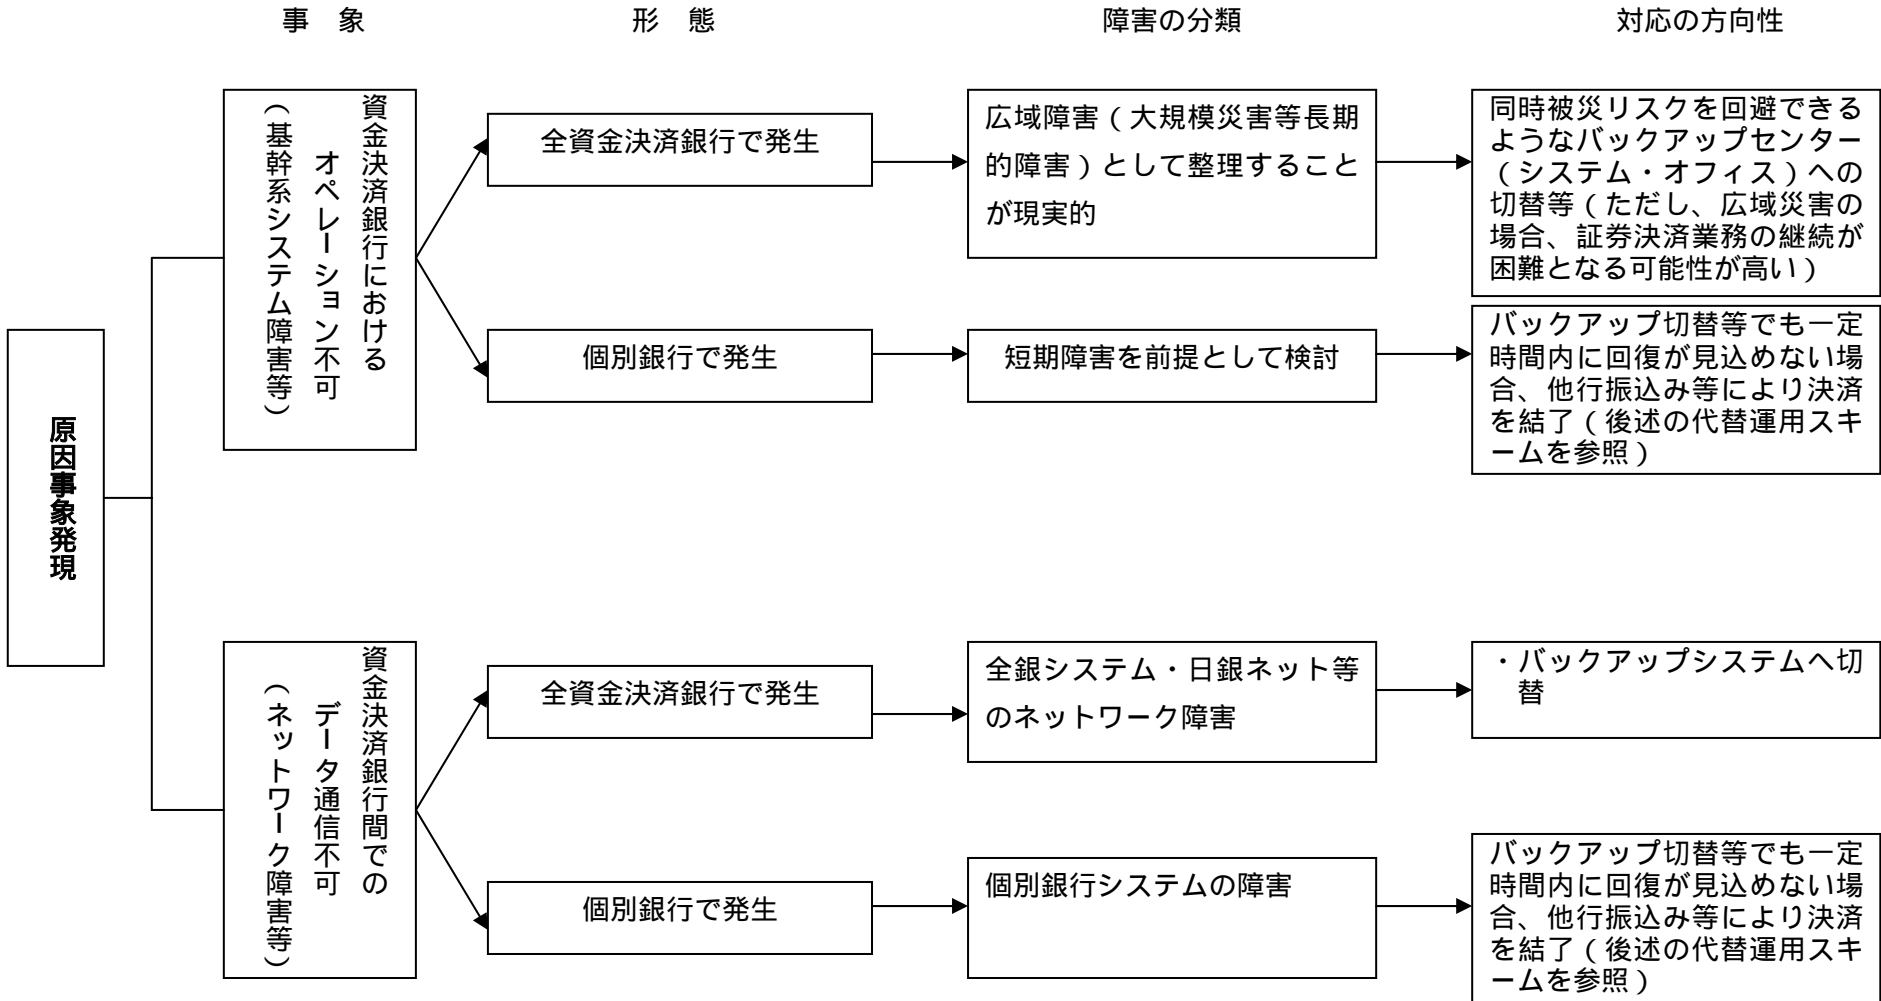 事　象
形　態
障害の分類
対応の方向性
原因事象発現
資金決済銀行における
オペレーション不可
（基幹系システム障害等）
全資金決済銀行で発生
広域障害（大規模災害等長期
的障害）として整理すること
が現実的
同時被災リスクを回避できる
ようなバックアップセンター
（システム・オフィス）への
切替等（ただし、広域災害の
場合、証券決済業務の継続が
困難となる可能性が高い）
個別銀行で発生
短期障害を前提として検討
バックアップ切替等でも一定
時間内に回復が見込めない場
合、他行振込み等により決済
を結了（後述の代替運用スキ
ームを参照）
資金決済銀行間での
データ通信不可
（ネットワーク障害等）
全資金決済銀行で発生
全銀システム・日銀ネット等
のネットワーク障害
・バックアップシステムへ切
替
個別銀行で発生
個別銀行システムの障害
バックアップ切替等でも一定
時間内に回復が見込めない場
合、他行振込み等により決済
を結了（後述の代替運用スキ
ームを参照）